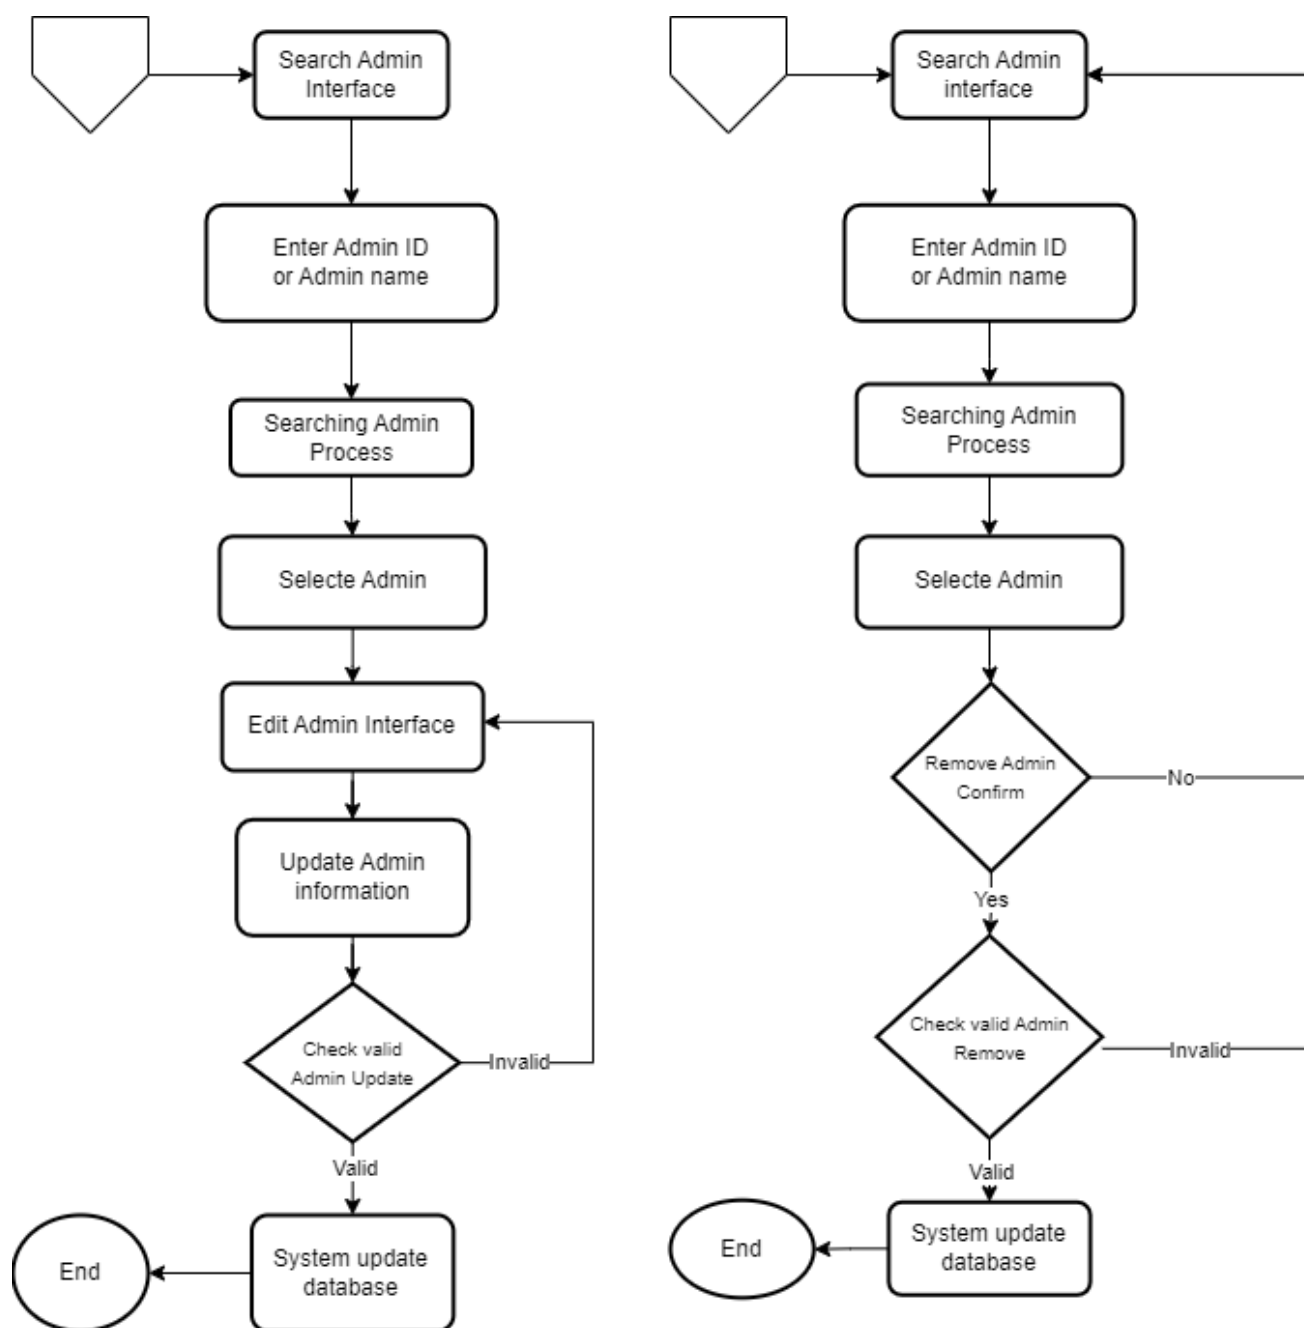 Search Admin
Interface
Enter Admin ID
or Admin name
Searching Admin
Process
Selecte Admin
Edit Admin Interface
Update Admin
information
Check valid
Admin Update
Invalid
Valid
System update
database
End
Search Admin
interface
Enter Admin ID
or Admin name
Searching Admin
Process
Selecte Admin
Remove Admin
Confirm
No
Yes
Check valid Admin
Remove
Invalid
Valid
System update
database
End